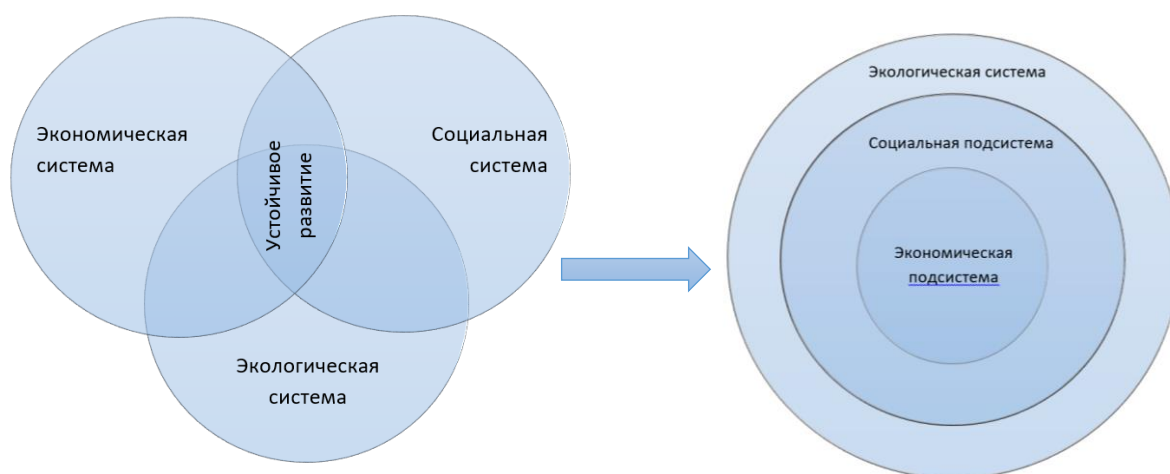 Экономическая
система
Социальная
система
Устойчивое
развитие
Экологическая
система
Экологическая система
Социальная подсистема
Экономическая
подсистема